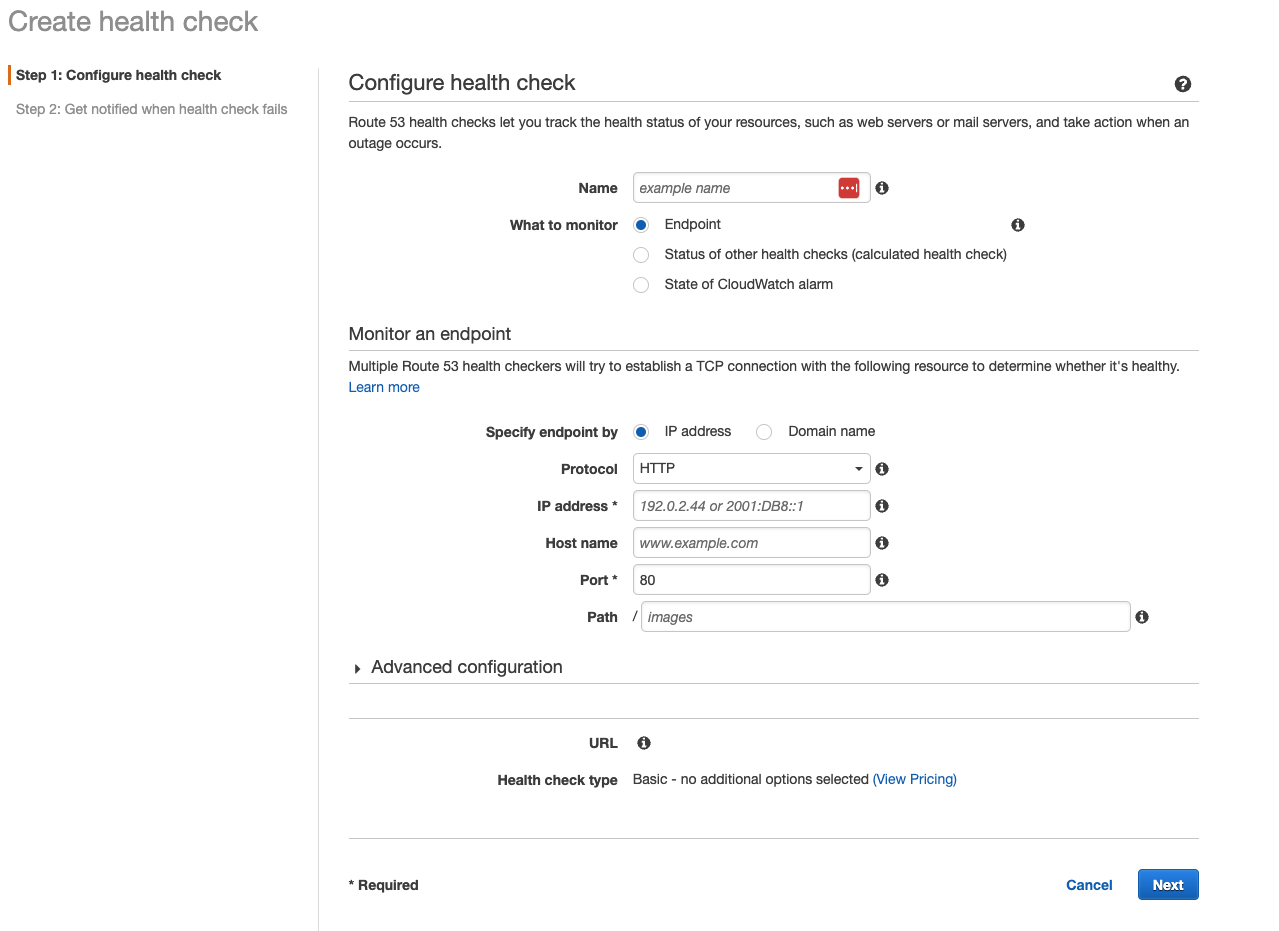 Create health check
Step 1: Configure health check
Step 2: Get notified when health check fails
Configure health check
Route 53 health checks let you track the health status of your resources, such as web servers or mail servers, and take action when an
outage occurs.
Name example name
What to monitor Endpoint
Status of other health checks (calculated health check)
State of CloudWatch alarm
Monitor an endpoint
Multiple Route 53 health checkers will try to establish a TCP connection with the following resource to determine whether it's healthy.
Learn more
Specify endpoint by IP address Domain name
Protocol HTTP
IP address * 192.0.2.44 or 2001:DB8::1
Host name www.example.com
Port * 80
Path / images
Advanced configuration
URL
Health check type Basic - no additional options selected (View Pricing)
* Required Cancel Next